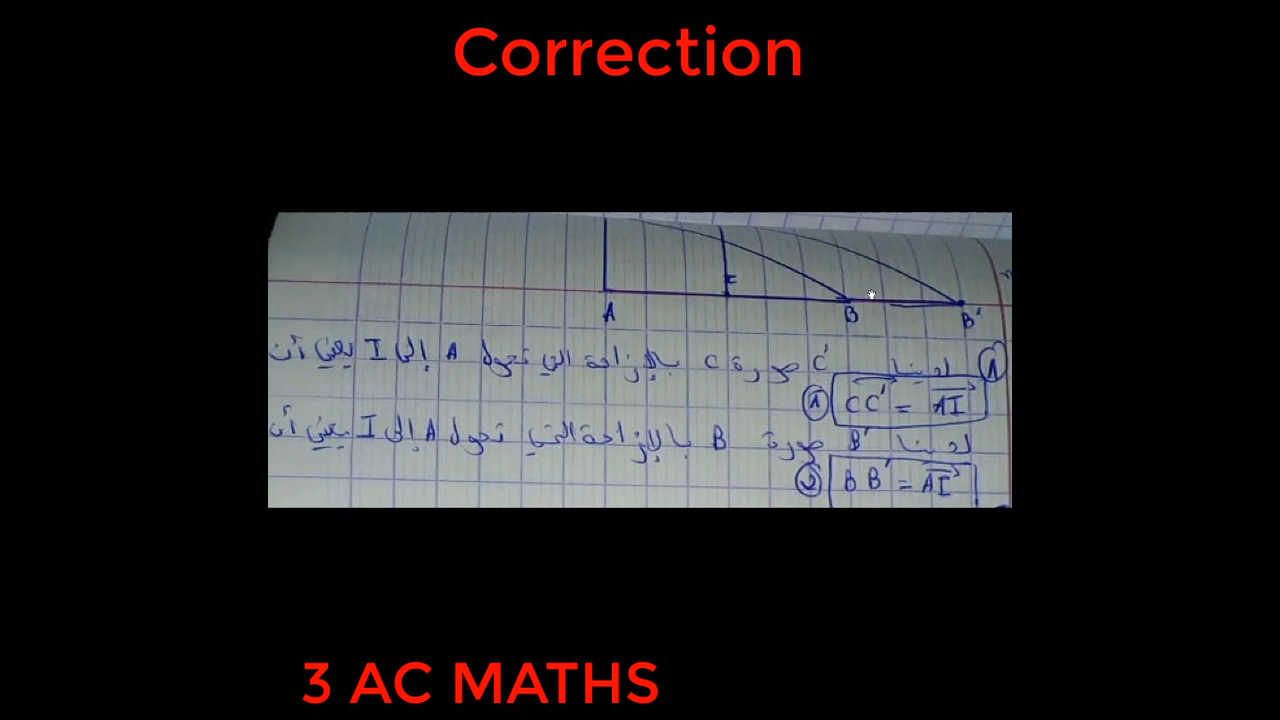 Correction
A B B'
① لدينا C' صورة C بالإزاحة التي تحول A إلى I يعني أن
① CC' = AI
لدينا B' صورة B بالإزاحة التي تحول A إلى I يعني أن
② BB' = AI
3 AC MATHS